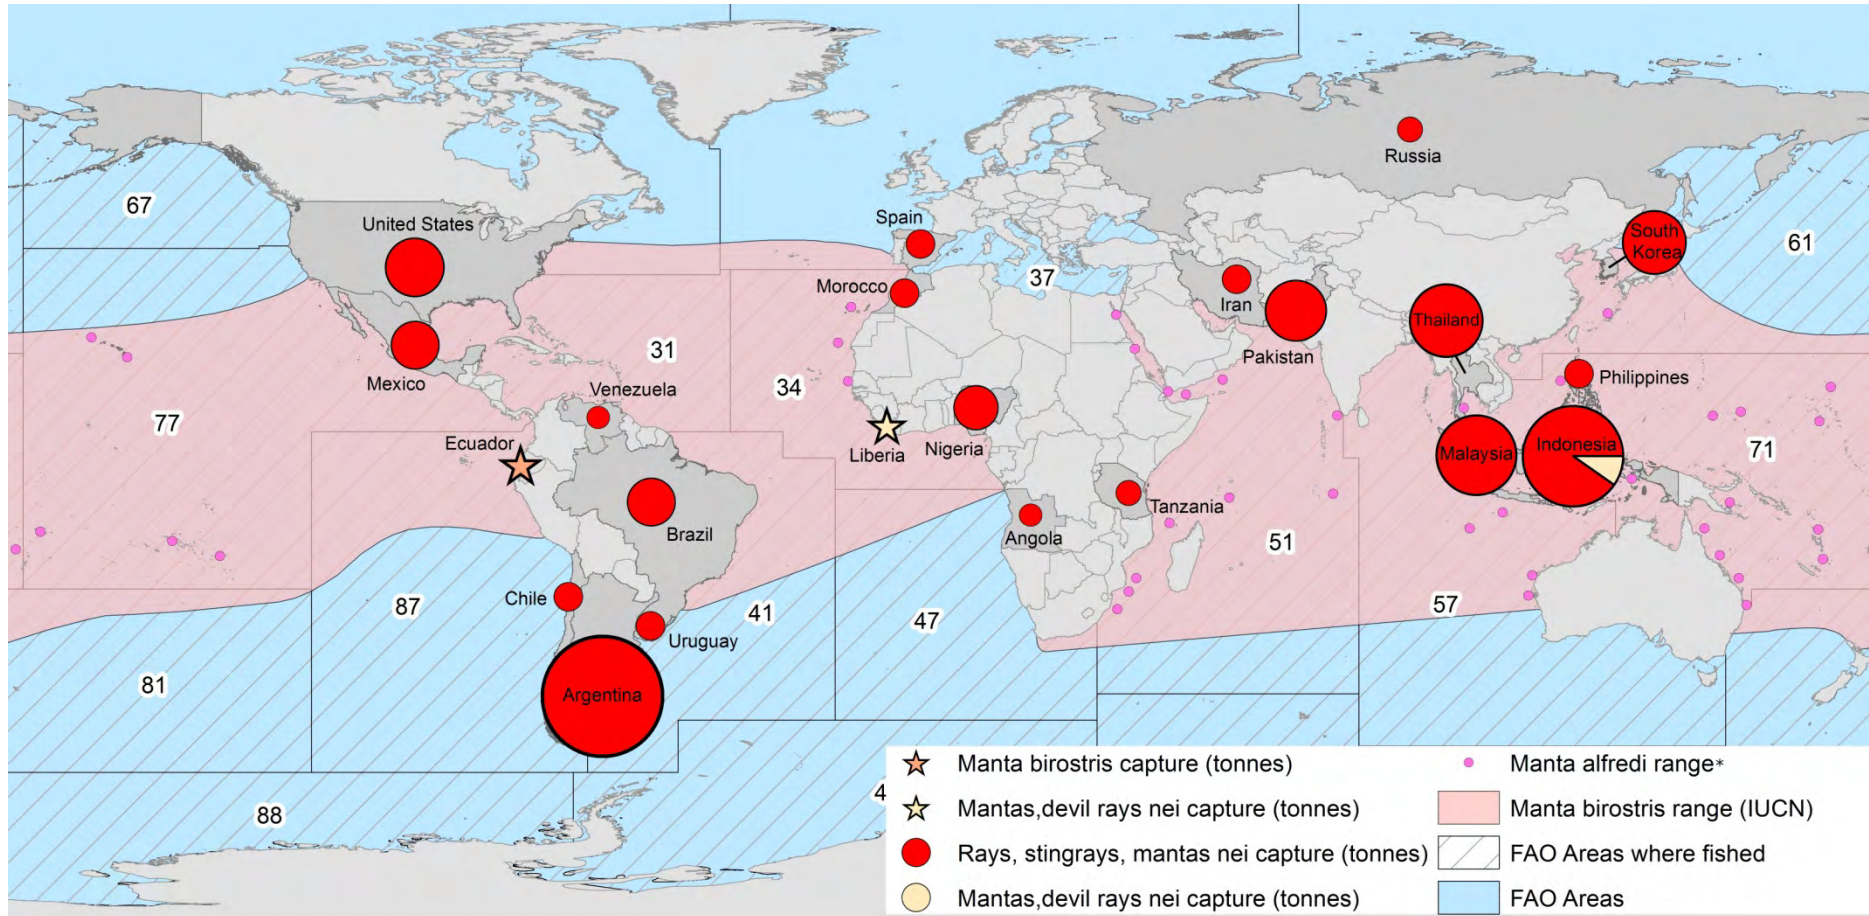 Russia
67
United States
Spain
South
Korea
61
37
Morocco
Iran
Thailand
Pakistan
31
Mexico
Venezuela
34
Philippines
77
Ecuador
Liberia
Nigeria
Malaysia
Indonesia
71
Brazil
Angola
Tanzania
51
Chile
87
41
47
57
Uruguay
81
Argentina
88
4
Manta birostris capture (tonnes)
Mantas,devil rays nei capture (tonnes)
Rays, stingrays, mantas nei capture (tonnes)
Mantas,devil rays nei capture (tonnes)
Manta alfredi range*
Manta birostris range (IUCN)
FAO Areas where fished
FAO Areas